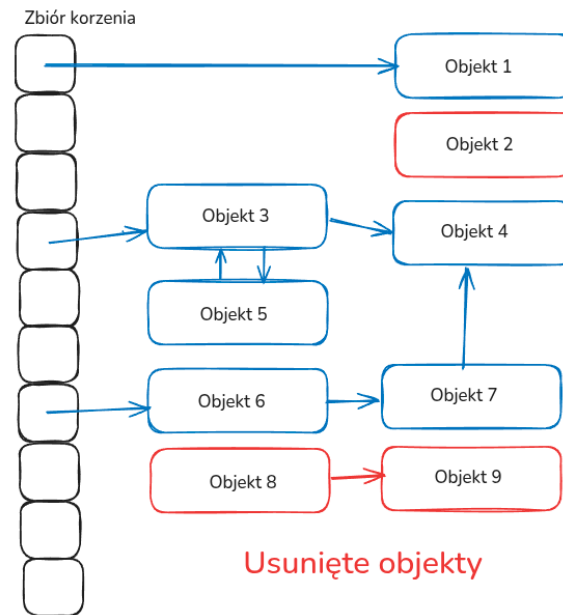 Zbiór korzenia
Objekt 1
Objekt 2
Objekt 3
Objekt 4
Objekt 5
Objekt 6
Objekt 7
Objekt 8
Objekt 9
Usunięte objekty